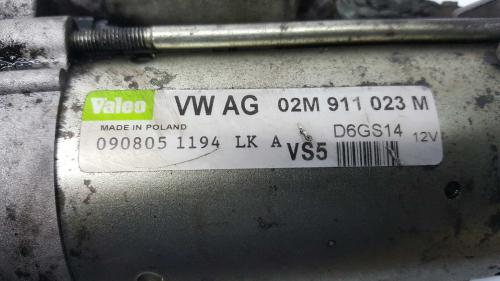 Valeo VW AG 02M 911 023 M
MADE IN POLAND D6GS14 12V
090805 1194 LK A VS5